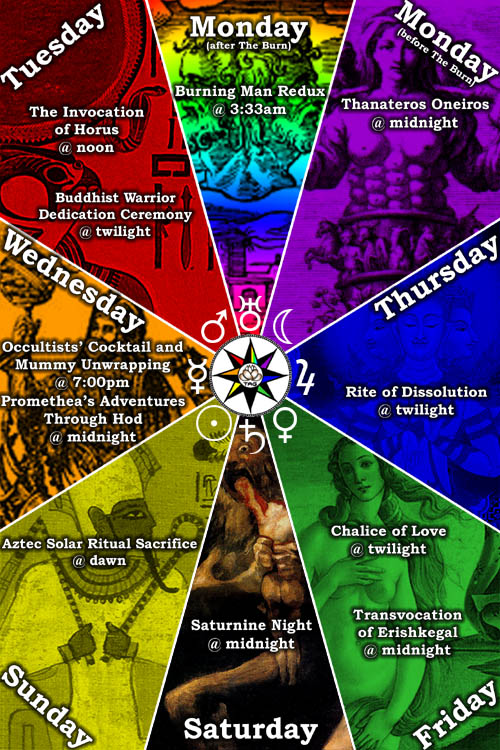 Tuesday
The Invocation
of Horus
@ noon
Buddhist Warrior
Dedication Ceremony
@ twilight
Monday
(after The Burn)
Burning Man Redux
@ 3:33am
Monday
(before The Burn)
Thanateros Oneiros
@ midnight
Wednesday
Occultists' Cocktail and
Mummy Unwrapping
@ 7:00pm
Promethea's Adventures
Through Hod
@ midnight
Thursday
Rite of Dissolution
@ twilight
Aztec Solar Ritual Sacrifice
@ dawn
Sunday
Saturnine Night
@ midnight
Saturday
Chalice of Love
@ twilight
Transvocation
of Erishkegal
@ midnight
Friday